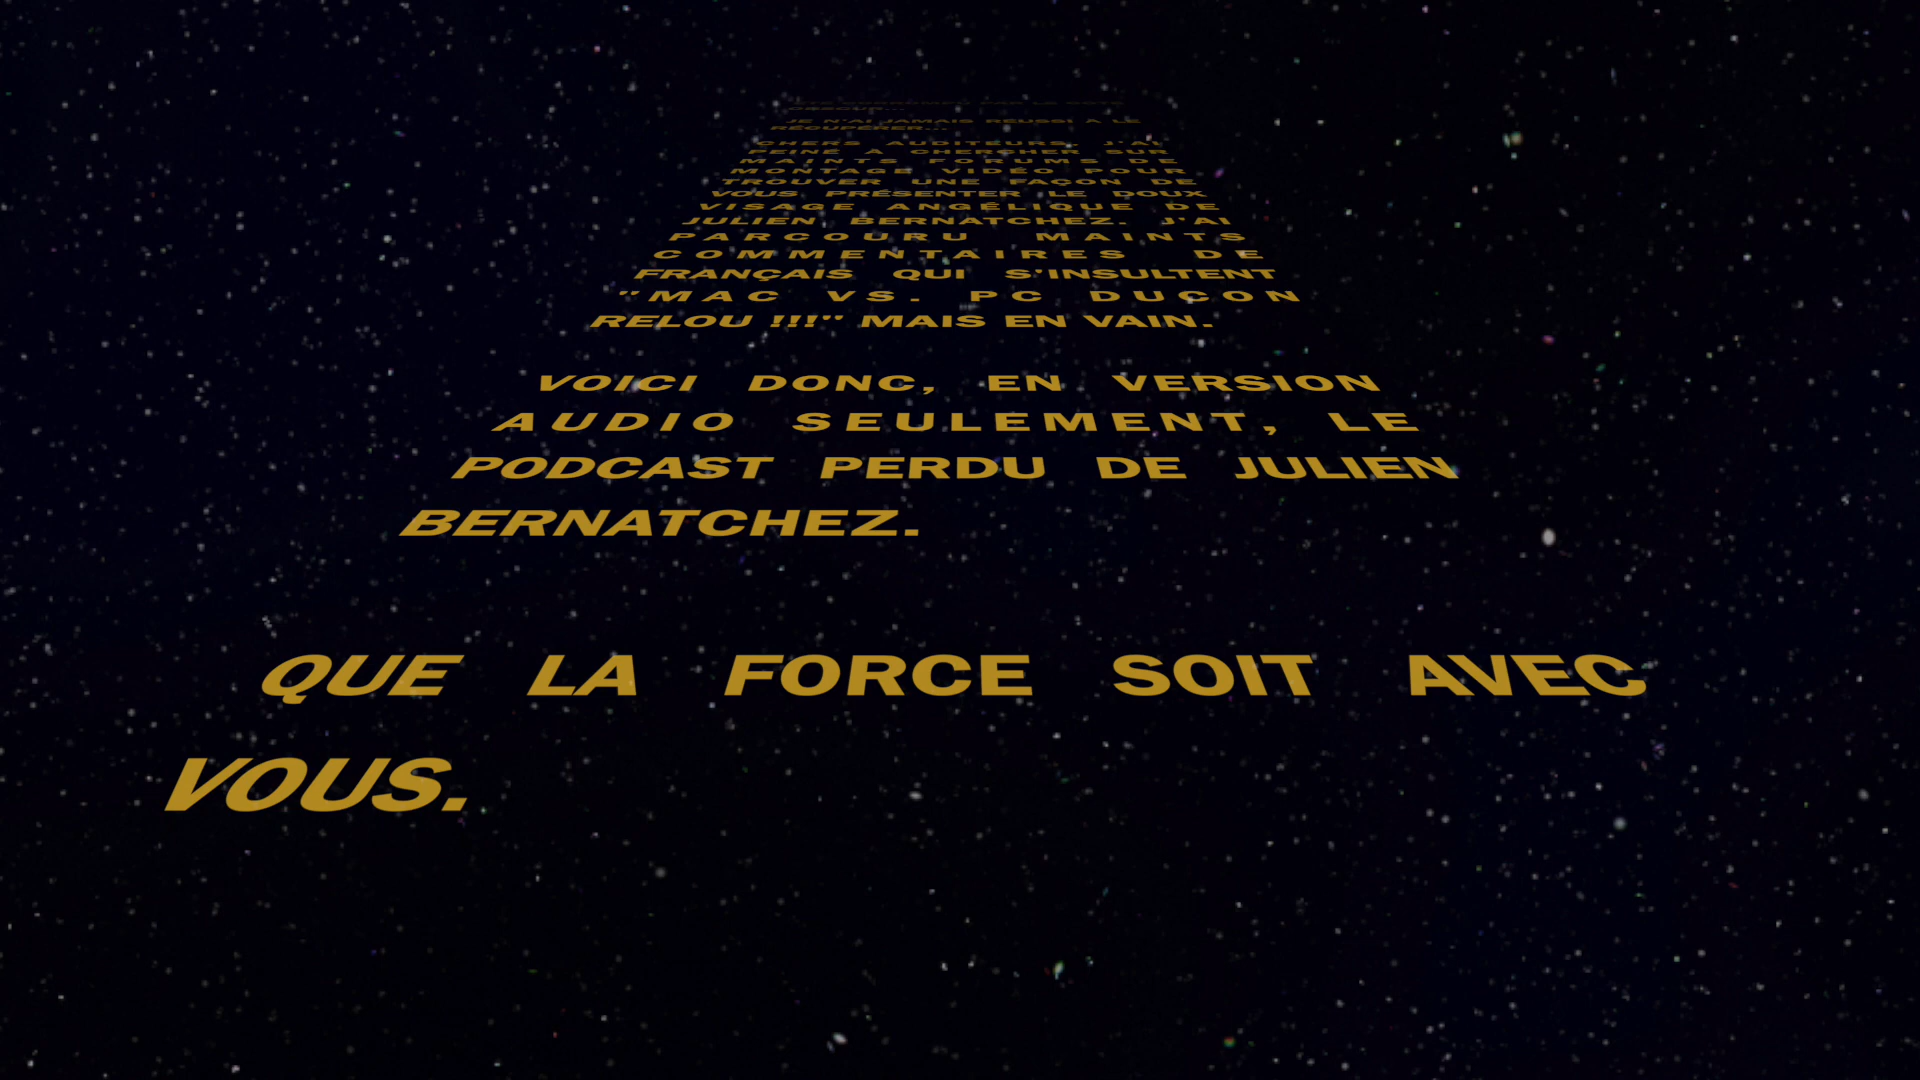 OBSCUR...
JE N'AI JAMAIS RÉUSSI À LE
RÉCUPÉRER...
CHERS AUDITEURS. J'AI
PEINÉ À CHERCHER SUR
MAINTS FORUMS DE
MONTAGE VIDÉO POUR
TROUVER UNE FAÇON DE
VOUS PRÉSENTER LE DOUX
VISAGE ANGÉLIQUE DE
JULIEN BERNATCHEZ. J'AI
PARCOURU MAINTS
COMMENTAIRES DE
FRANÇAIS QUI S'INSULTENT
"MAC VS. PC DUCON
RELOU !!!" MAIS EN VAIN.
VOICI DONC, EN VERSION
AUDIO SEULEMENT, LE
PODCAST PERDU DE JULIEN
BERNATCHEZ.
QUE LA FORCE SOIT AVEC
VOUS.